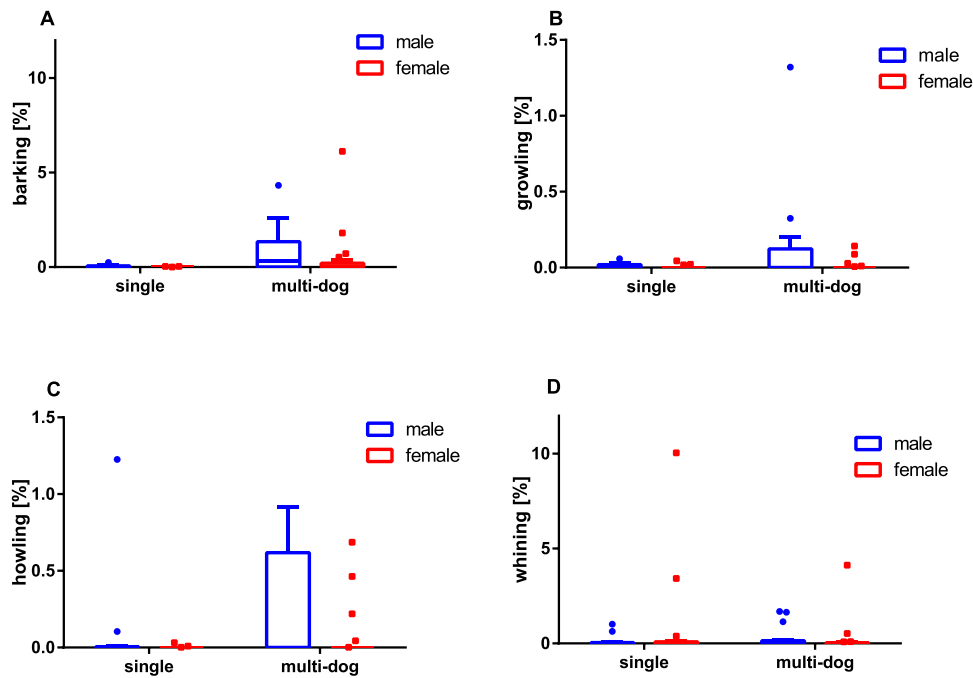 A
male
female
barking [%]
10
5
0
single multi-dog
B
male
female
growling [%]
1.5
1.0
0.5
0.0
single multi-dog
C
male
female
howling [%]
1.5
1.0
0.5
0.0
single multi-dog
D
male
female
whining [%]
10
5
0
single multi-dog